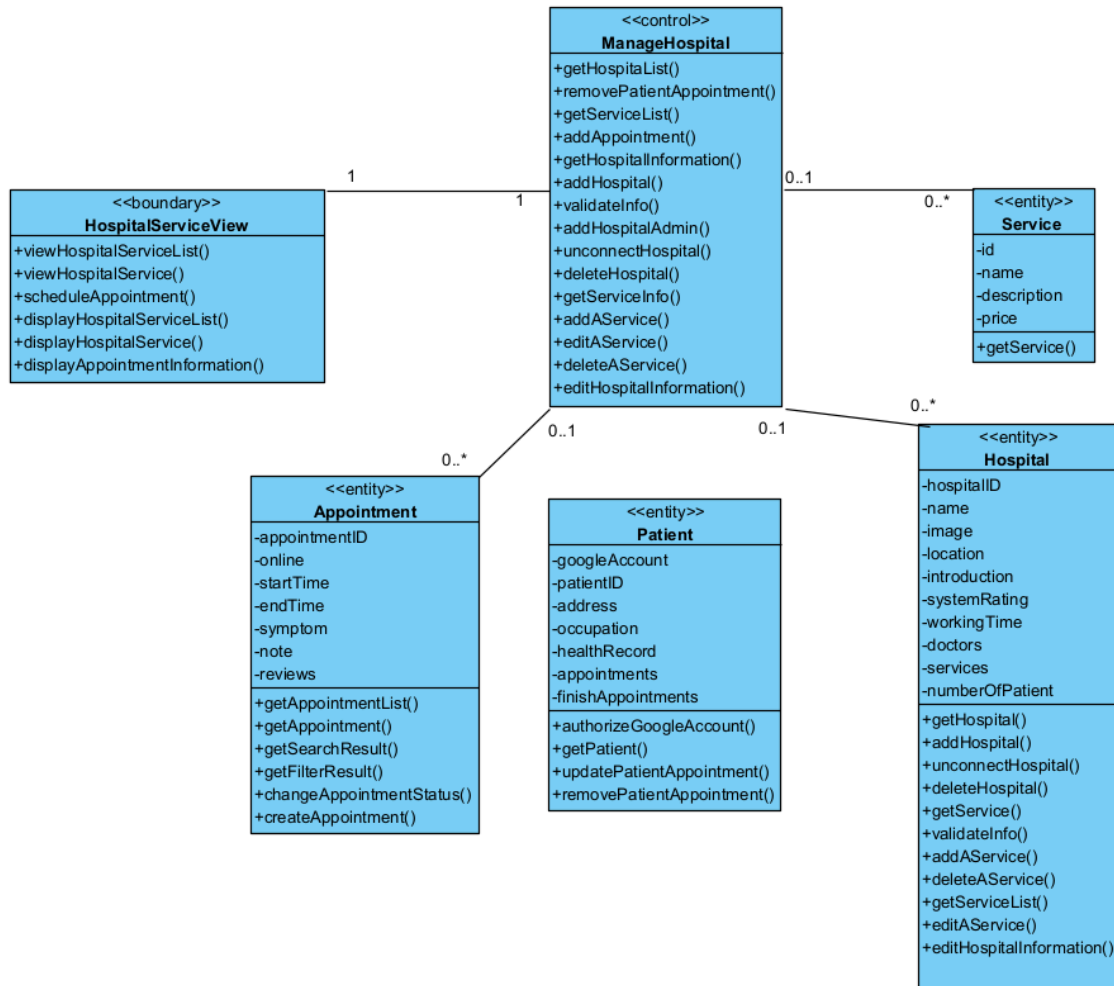 <<control>>
ManageHospital
+getHospitaList()
+removePatientAppointment()
+getServiceList()
+addAppointment()
+getHospitalInformation()
+addHospital()
+validateInfo()
+addHospitalAdmin()
+unconnectHospital()
+deleteHospital()
+getServiceInfo()
+addAService()
+editAService()
+deleteAService()
+editHospitalInformation()
1
1
0..1
0..*
<<boundary>>
HospitalServiceView
+viewHospitalServiceList()
+viewHospitalService()
+scheduleAppointment()
+displayHospitalServiceList()
+displayHospitalService()
+displayAppointmentInformation()
<<entity>>
Service
-id
-name
-description
-price
+getService()
0..1
0..*
0..1
0..*
<<entity>>
Appointment
-appointmentID
-online
-startTime
-endTime
-symptom
-note
-reviews
+getAppointmentList()
+getAppointment()
+getSearchResult()
+getFilterResult()
+changeAppointmentStatus()
+createAppointment()
<<entity>>
Patient
-googleAccount
-patientID
-address
-occupation
-healthRecord
-appointments
-finishAppointments
+authorizeGoogleAccount()
+getPatient()
+updatePatientAppointment()
+removePatientAppointment()
<<entity>>
Hospital
-hospitalID
-name
-image
-location
-introduction
-systemRating
-workingTime
-doctors
-services
-numberOfPatient
+getHospital()
+addHospital()
+unconnectHospital()
+deleteHospital()
+getService()
+validateInfo()
+addAService()
+deleteAService()
+getServiceList()
+editAService()
+editHospitalInformation()